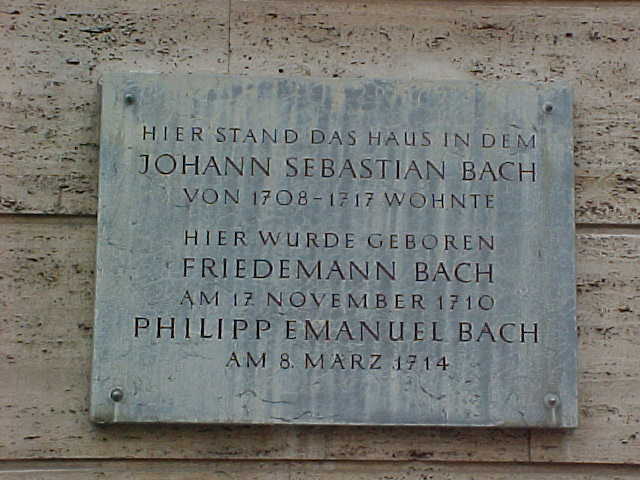 HIER STAND DAS HAUS IN DEM
JOHANN SEBASTIAN BACH
VON 1708-1717 WOHNTE
HIER WURDE GEBOREN
FRIEDEMANN BACH
AM 17. NOVEMBER 1710
PHILIPP EMANUEL BACH
AM 8. MÄRZ 1714